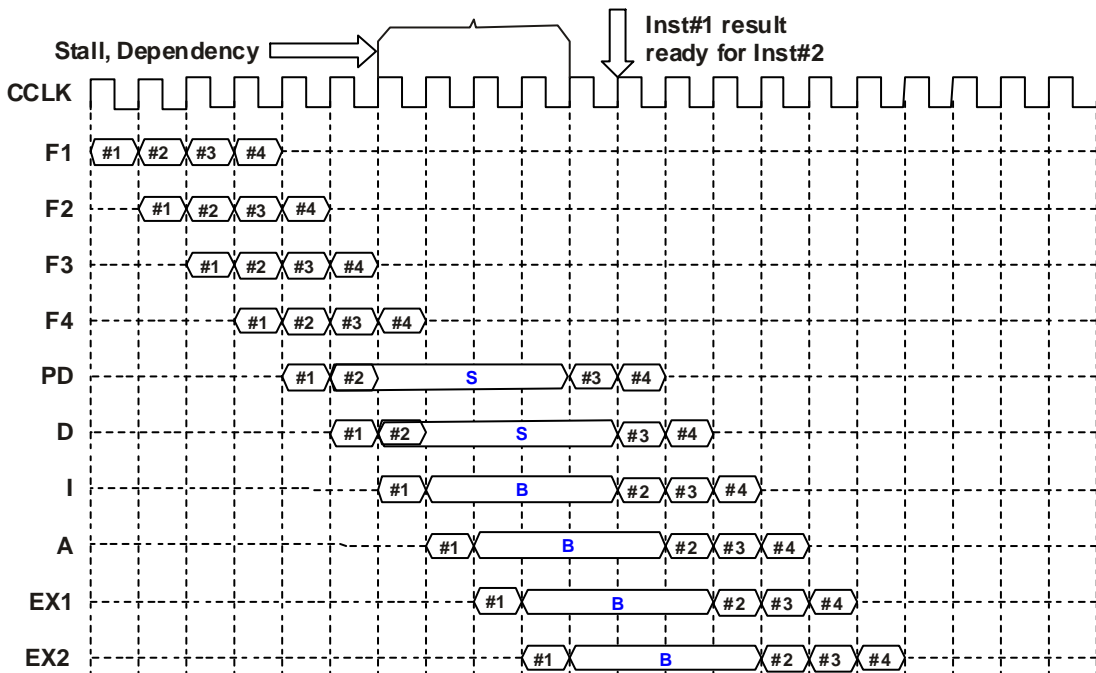 Stall, Dependency
Inst#1 result
ready for Inst#2
CCLK
F1 #1 #2 #3 #4
F2 #1 #2 #3 #4
F3 #1 #2 #3 #4
F4 #1 #2 #3 #4
PD #1 #2 S #3 #4
D #1 #2 S #3 #4
I #1 B #2 #3 #4
A #1 B #2 #3 #4
EX1 #1 B #2 #3 #4
EX2 #1 B #2 #3 #4